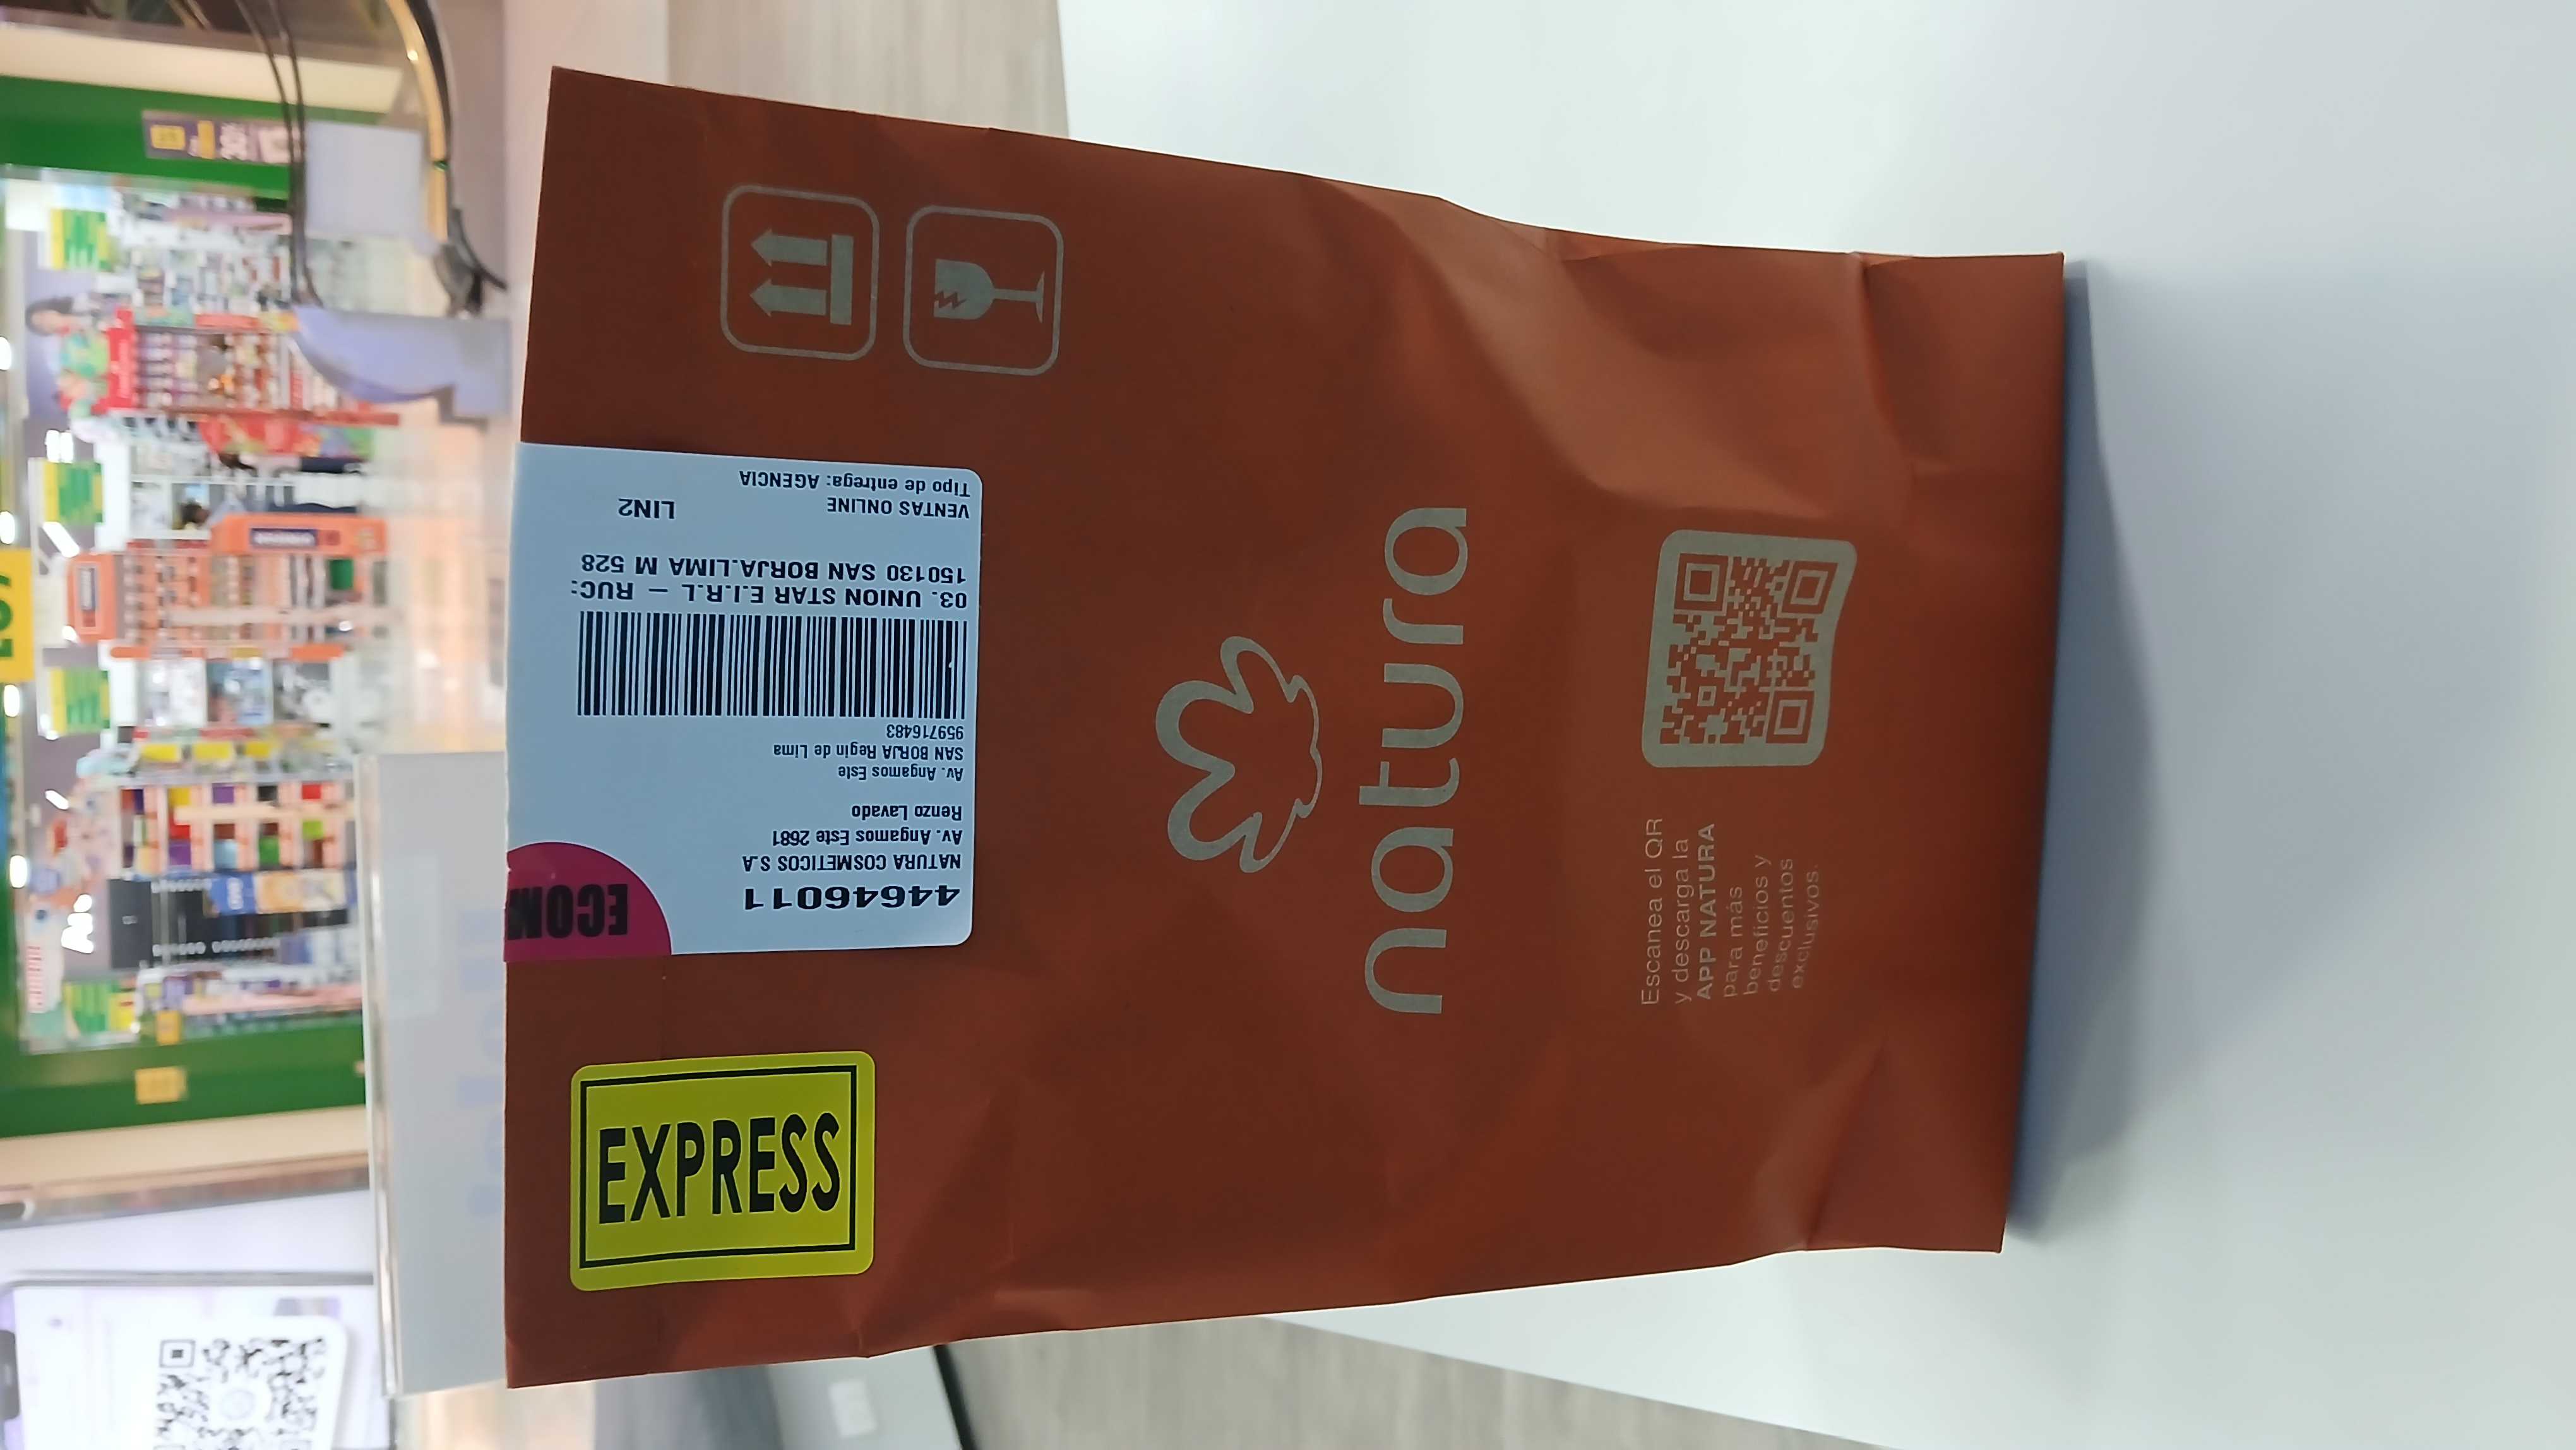 EXPRESS
ECOM
44646011
NATURA COSMETICOS S.A
Av. Angamos Este 2681
Renzo Lavado
Av. Angamos Este
SAN BORJA Regin de Lima
959716483
03. UNION STAR E.I.R.L — RUC:
150130 SAN BORJA.LIMA M 528
VENTAS ONLINE LIN2
Tipo de entrega: AGENCIA
natura
Escanea el QR
y descarga la
APP NATURA
para más
beneficios y
descuentos
exclusivos.